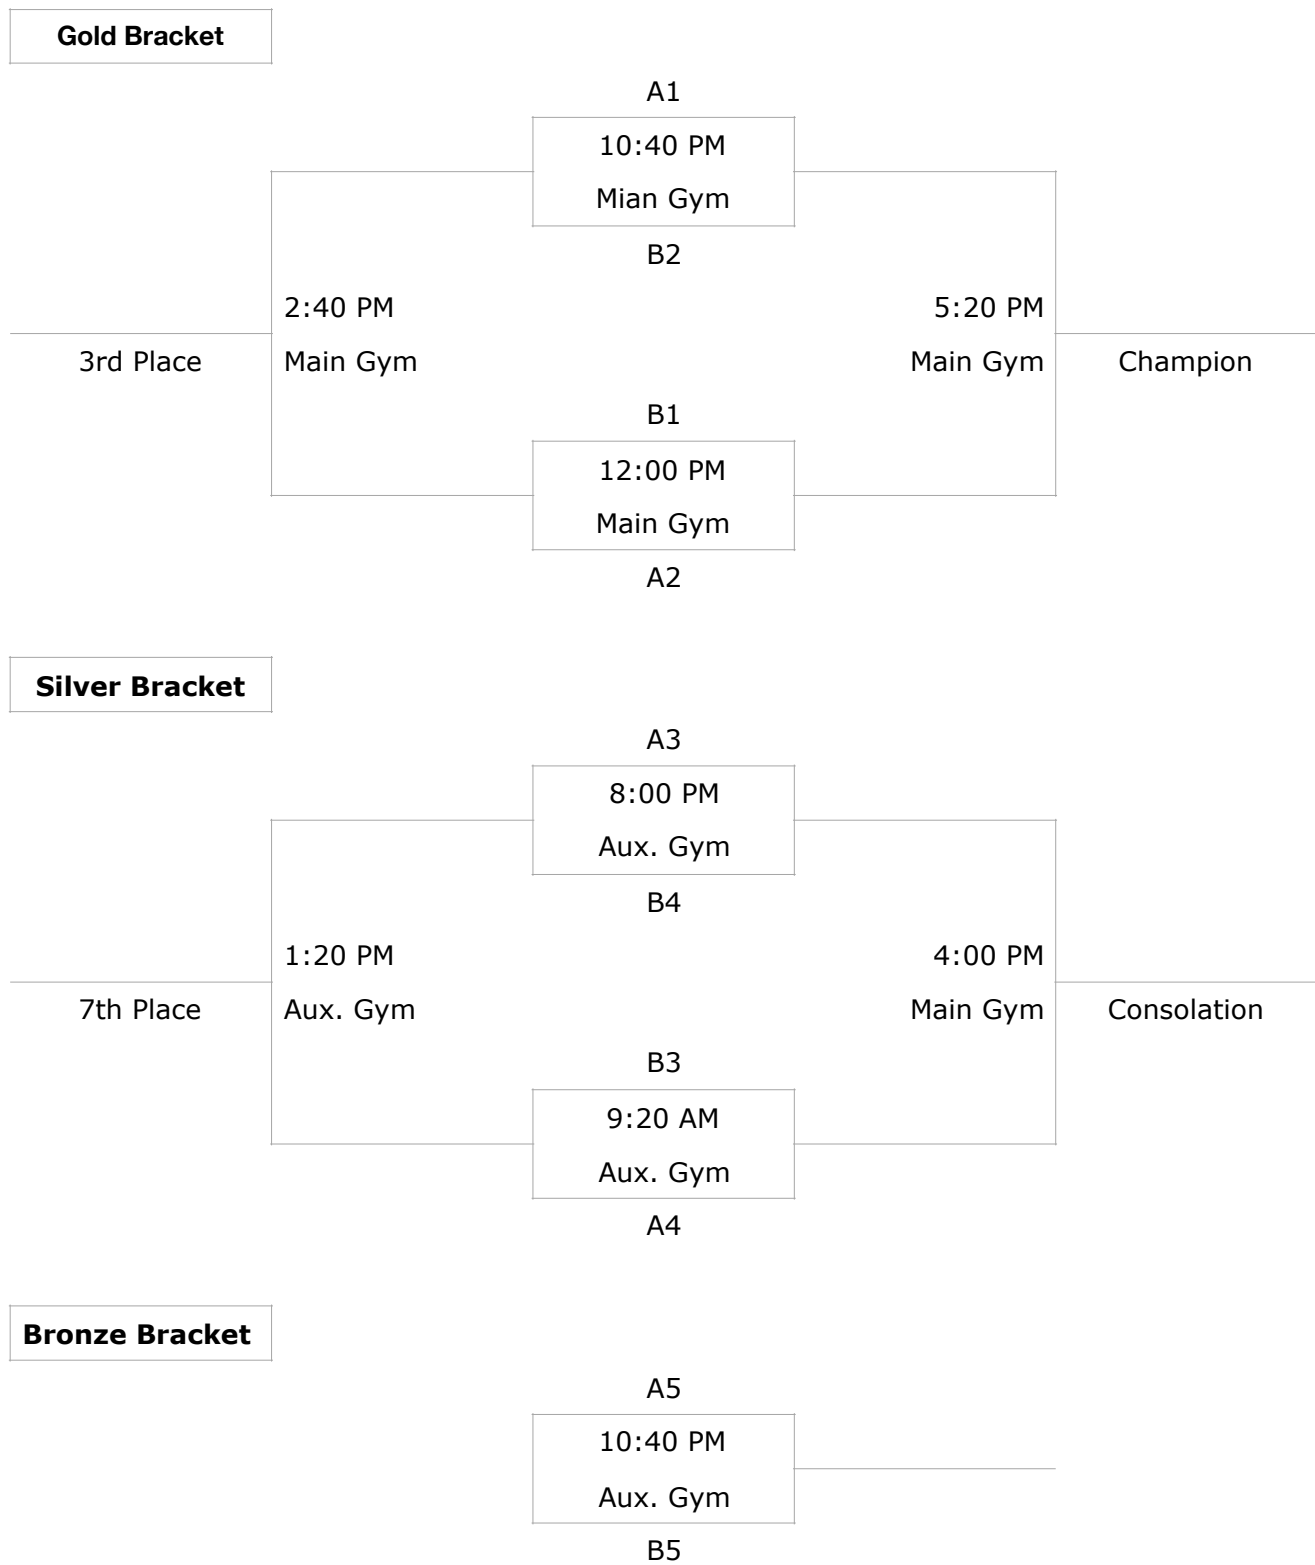 Gold Bracket
A1
10:40 PM
Mian Gym
B2
2:40 PM
5:20 PM
3rd Place
Main Gym
Main Gym
Champion
B1
12:00 PM
Main Gym
A2
Silver Bracket
A3
8:00 PM
Aux. Gym
B4
1:20 PM
4:00 PM
7th Place
Aux. Gym
Main Gym
Consolation
B3
9:20 AM
Aux. Gym
A4
Bronze Bracket
A5
10:40 PM
Aux. Gym
B5